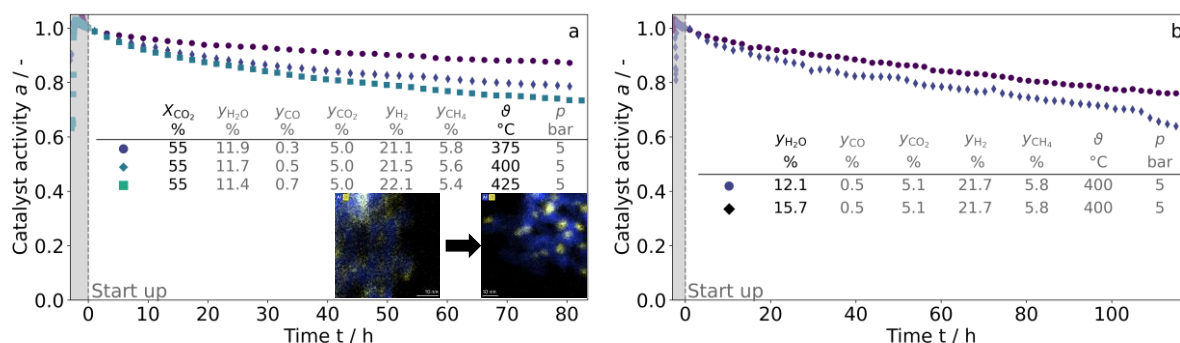 a
Catalyst activity a / -
1.0
0.8
0.6
0.4
0.2
0.0
X_CO₂ y_H₂O y_CO y_CO₂ y_H₂ y_CH₄ ϑ p
% % % % % % °C bar
55 11.9 0.3 5.0 21.1 5.8 375 5
55 11.7 0.5 5.0 21.5 5.6 400 5
55 11.4 0.7 5.0 22.1 5.4 425 5
10 nm
10 nm
Start up
0 10 20 30 40 50 60 70 80
Time t / h
b
Catalyst activity a / -
1.0
0.8
0.6
0.4
0.2
0.0
y_H₂O y_CO y_CO₂ y_H₂ y_CH₄ ϑ p
% % % % % °C bar
12.1 0.5 5.1 21.7 5.8 400 5
15.7 0.5 5.1 21.7 5.8 400 5
Start up
0 20 40 60 80 100
Time t / h